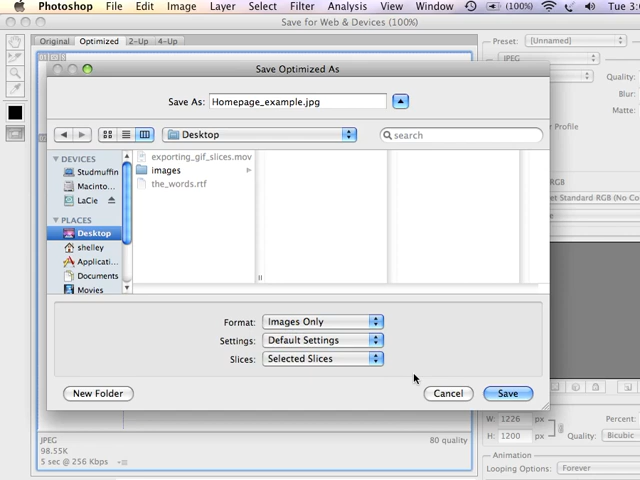 Photoshop File Edit Image Layer Select Filter Analysis View Window (100%) Tue 3:
Save for Web & Devices (100%)
Original Optimized 2-Up 4-Up
Preset: [Unnamed]
JPEG
Quality:
Blur:
Matte:
Profile
RGB
et Standard RGB (No Co
Save Optimized As
Save As: Homepage_example.jpg
Desktop
search
DEVICES
Studmuffin
Macinto...
LaCie
PLACES
Desktop
shelley
Applicati...
Documents
Movies
exporting_gif_slices.mov
images
the_words.rtf
Format: Images Only
Settings: Default Settings
Slices: Selected Slices
New Folder
Cancel
Save
JPEG
98.55K
5 sec @ 256 Kbps
80 quality
W: 1226 px Percent:
H: 1200 px Quality: Bicubic
Animation
Looping Options: Forever